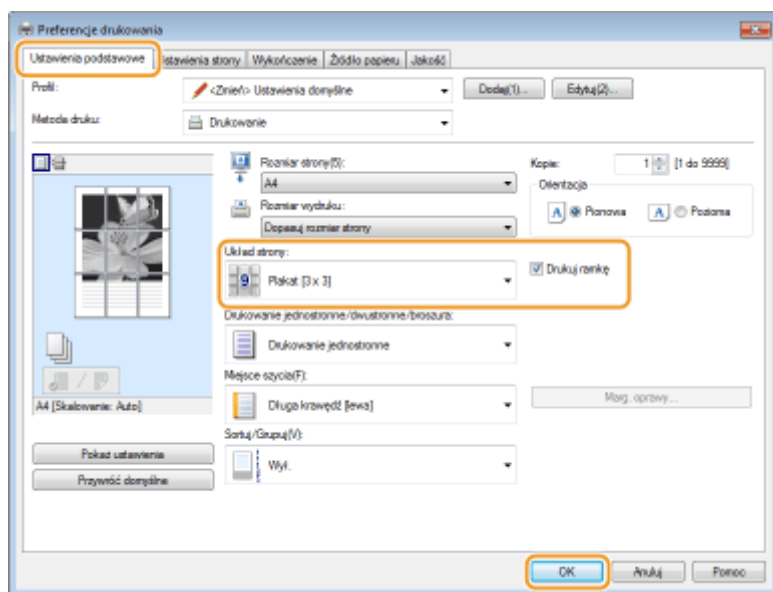 Preferencje drukowania
Ustawienia podstawowe Ustawienia strony Wykończenie Źródło papieru Jakość
Profil: <Zmień> Ustawienia domyślne Dodaj(1)... Edytuj(2)...
Metoda druku: Drukowanie
Rozmiar strony(5): Kopie: 1 [1 do 9999]
A4 Orientacja
Rozmiar wydruku: A Pionowa A Pozioma
Dopasuj rozmiar strony
Układ strony:
9 Plakat [3 x 3] Drukuj ramkę
Drukowanie jednostronne/dwustronne/broszura:
Drukowanie jednostronne
Miejsce szycia(F):
A4 [Skalowanie: Auto] Długa krawędź [lewa] Marg. oprawy...
Sortuj/Grupuj(V):
Pokaż ustawienia Wył.
Przywróć domyślne
OK Anuluj Pomoc